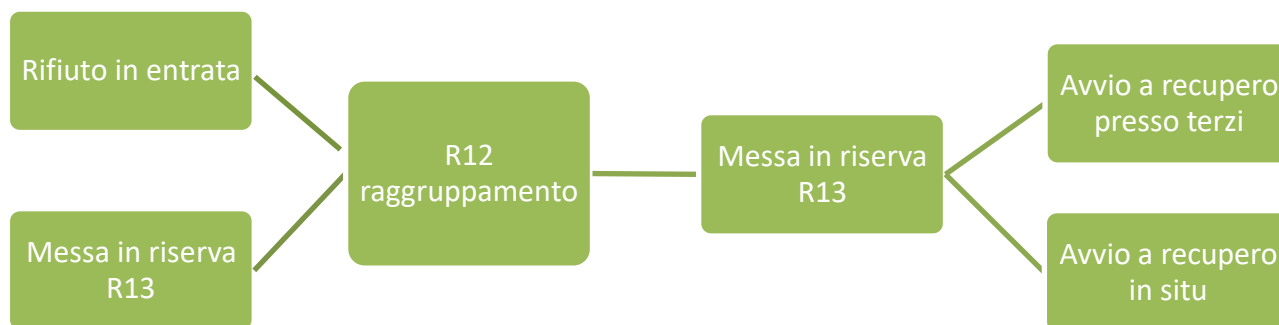 Rifiuto in entrata
Messa in riserva
R13
R12
raggruppamento
Messa in riserva
R13
Avvio a recupero
presso terzi
Avvio a recupero
in situ